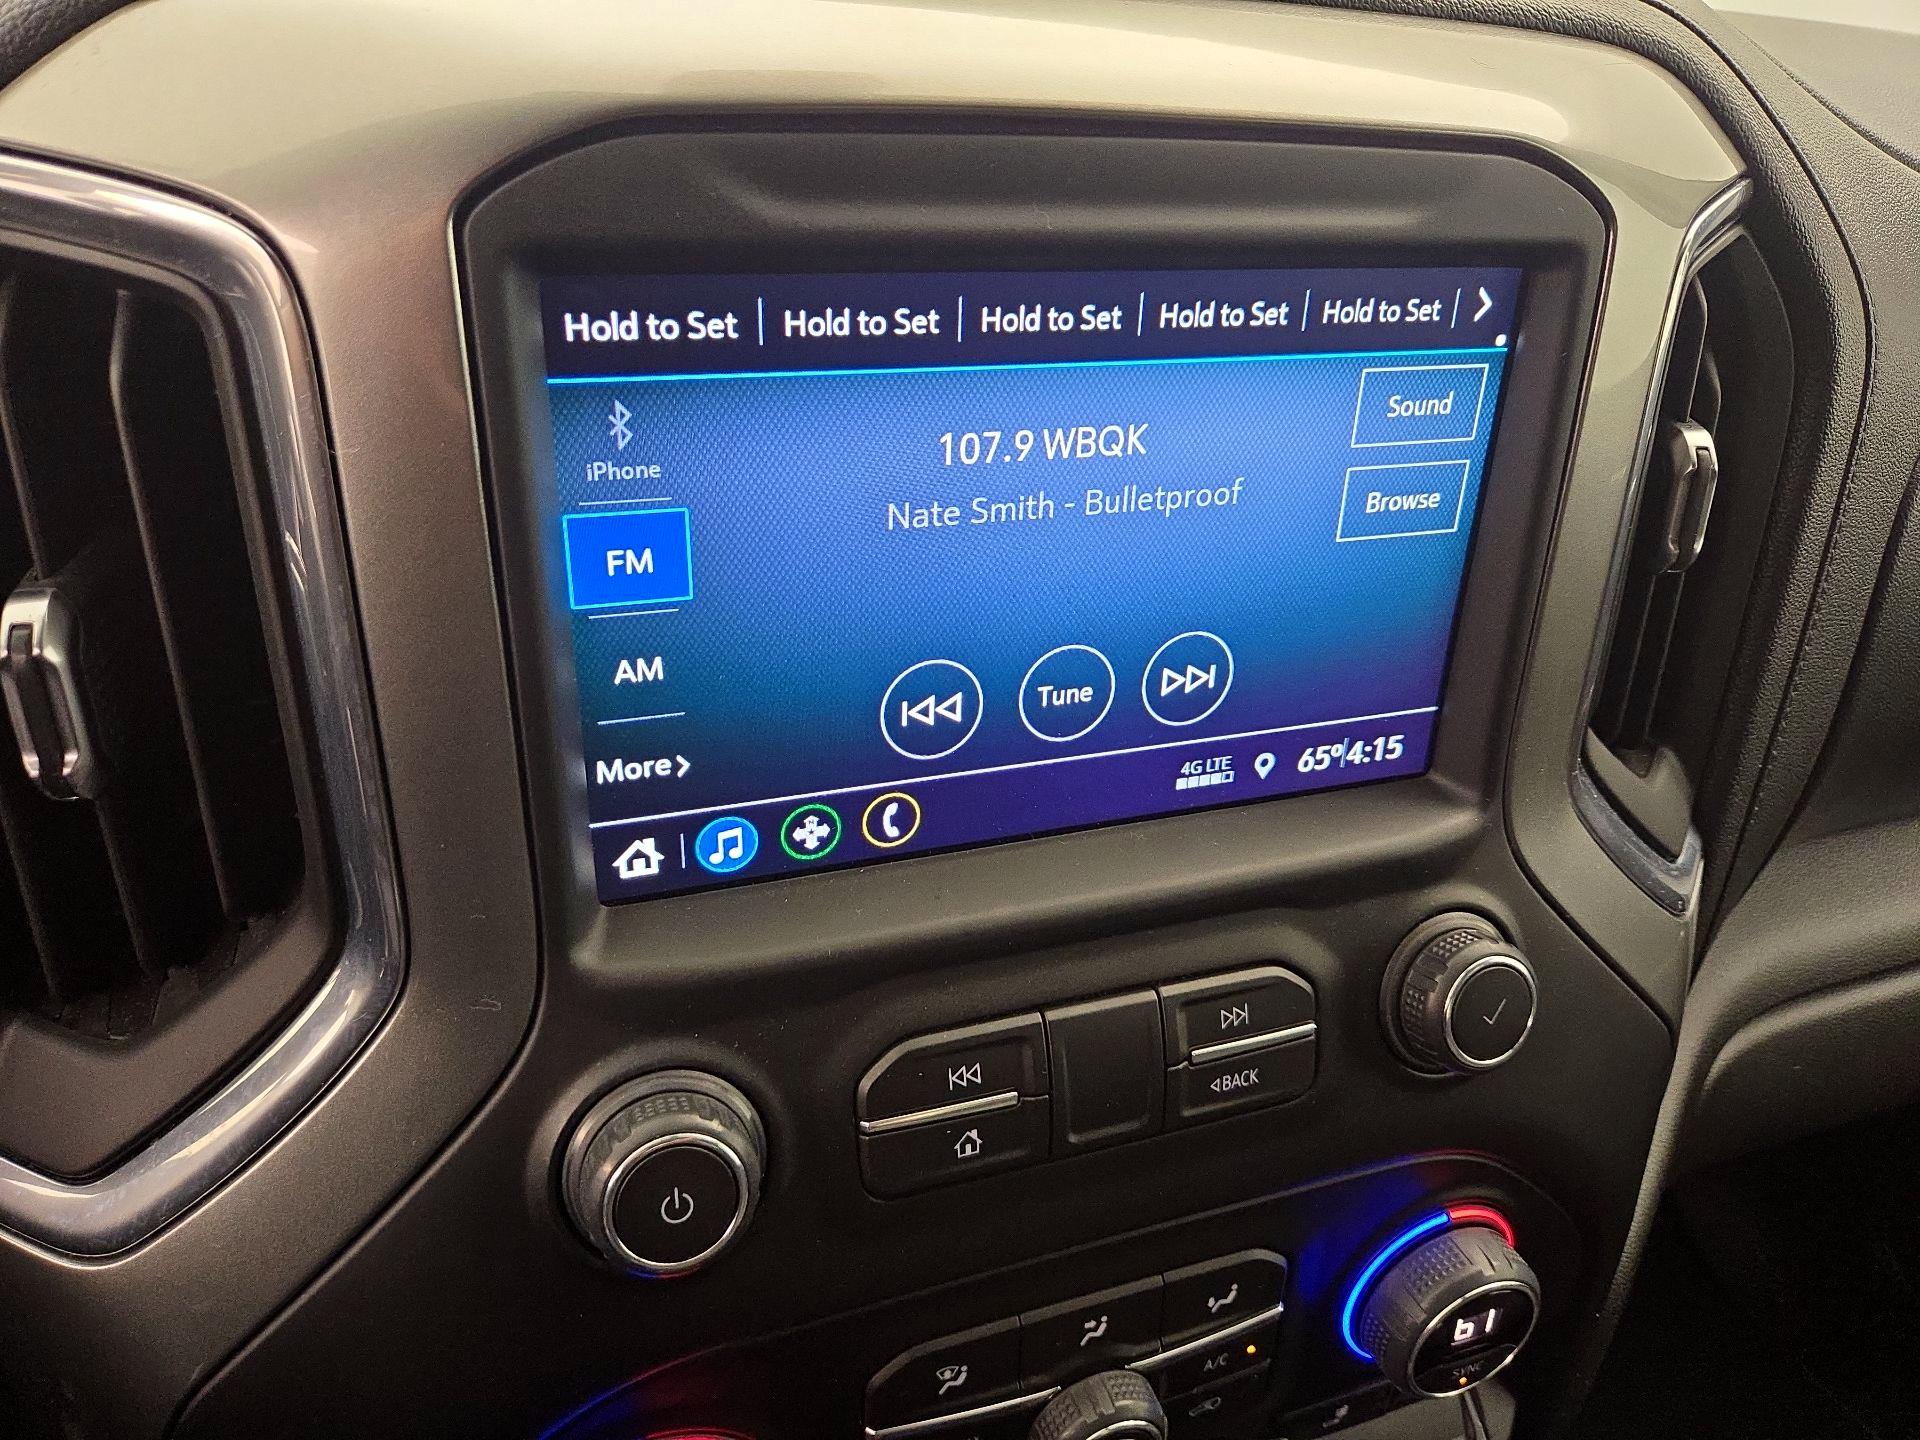 Hold to Set | Hold to Set | Hold to Set | Hold to Set | Hold to Set | >
iPhone
107.9 WBQK
Nate Smith - Bulletproof
Sound
Browse
FM
AM
More >
Tune
4G LTE
65° 4:15
BACK
A/C
61
SYNC